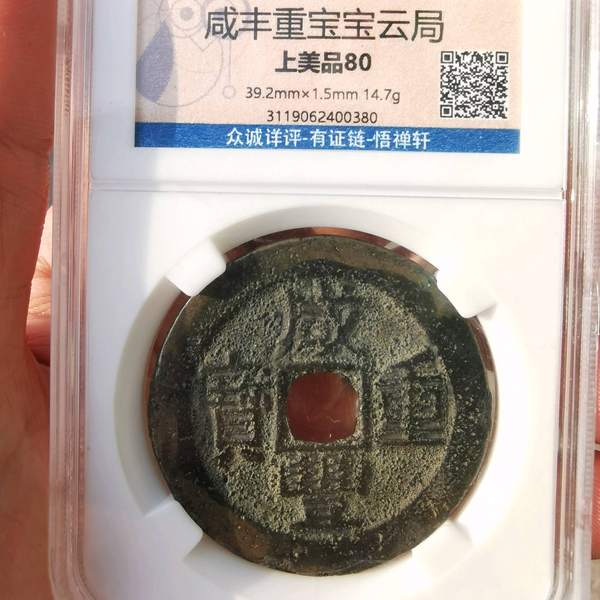 咸丰重宝宝云局
上美品80
39.2mm×1.5mm 14.7g
3119062400380
众诚详评-有证链-悟禅轩
咸
寶 重
豐